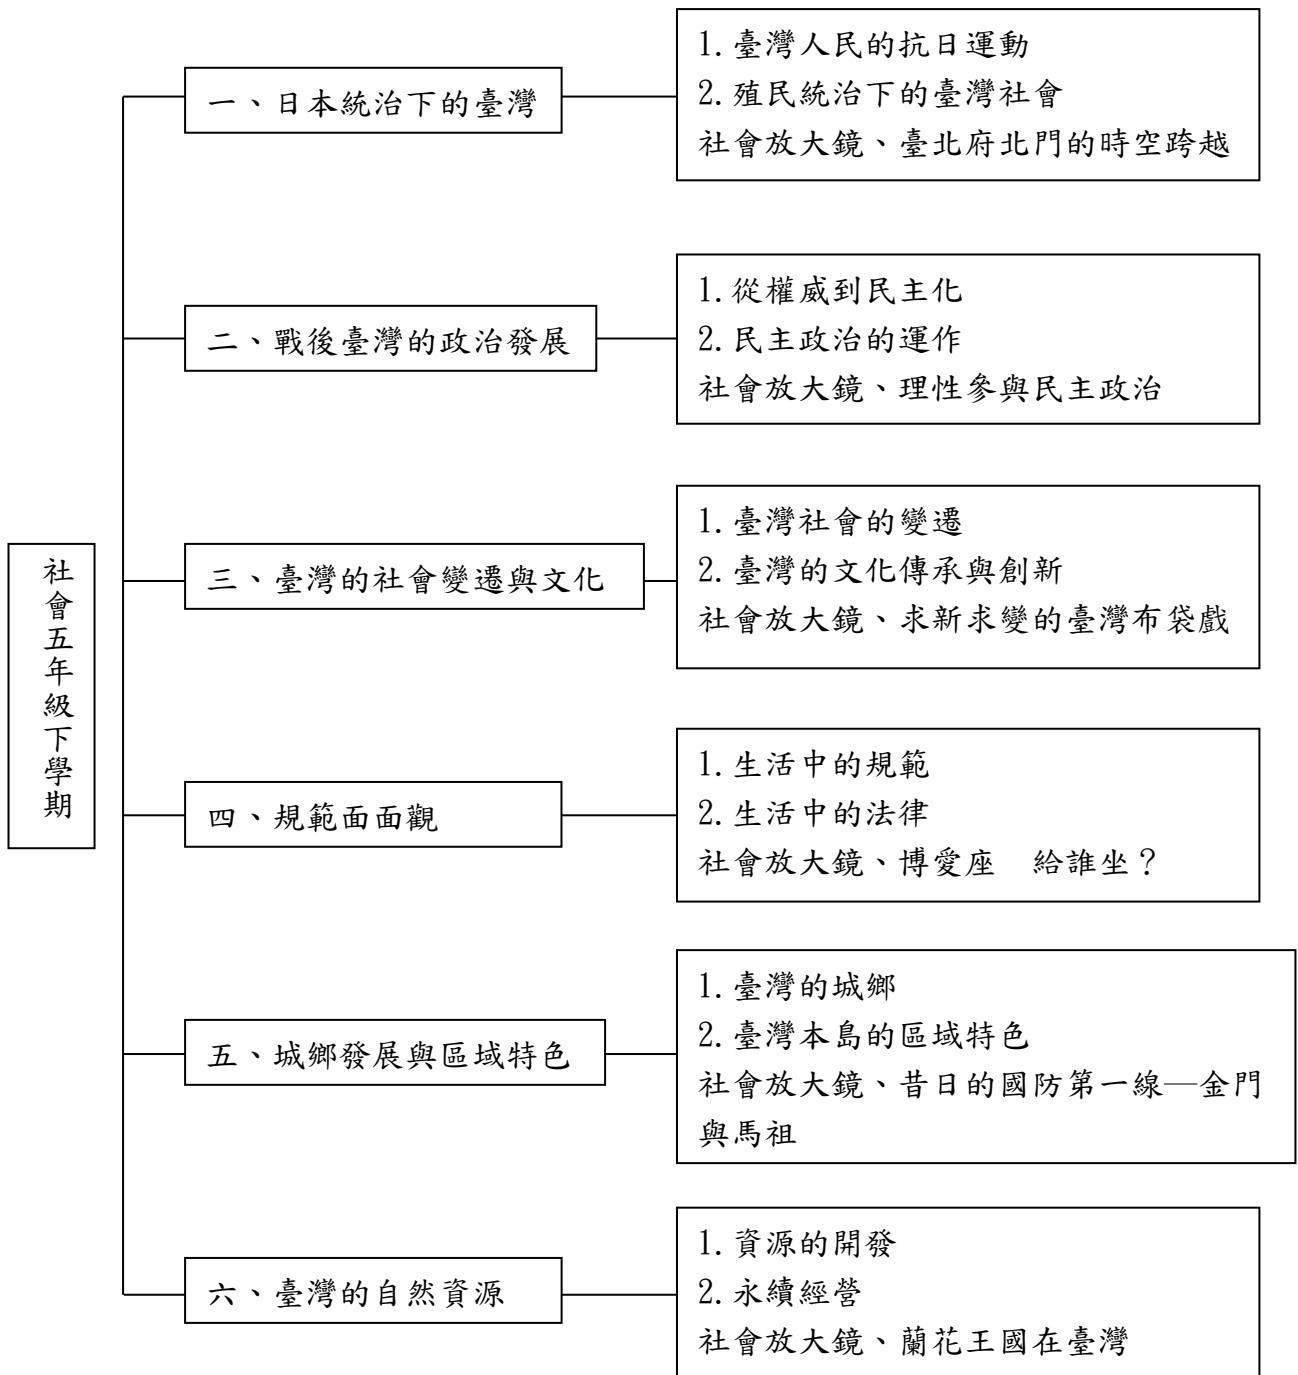 社會五年級下學期
一、日本統治下的臺灣
1.臺灣人民的抗日運動
2.殖民統治下的臺灣社會
社會放大鏡、臺北府北門的時空跨越
二、戰後臺灣的政治發展
1.從權威到民主化
2.民主政治的運作
社會放大鏡、理性參與民主政治
三、臺灣的社會變遷與文化
1.臺灣社會的變遷
2.臺灣的文化傳承與創新
社會放大鏡、求新求變的臺灣布袋戲
四、規範面面觀
1.生活中的規範
2.生活中的法律
社會放大鏡、博愛座　給誰坐？
五、城鄉發展與區域特色
1.臺灣的城鄉
2.臺灣本島的區域特色
社會放大鏡、昔日的國防第一線—金門
與馬祖
六、臺灣的自然資源
1.資源的開發
2.永續經營
社會放大鏡、蘭花王國在臺灣